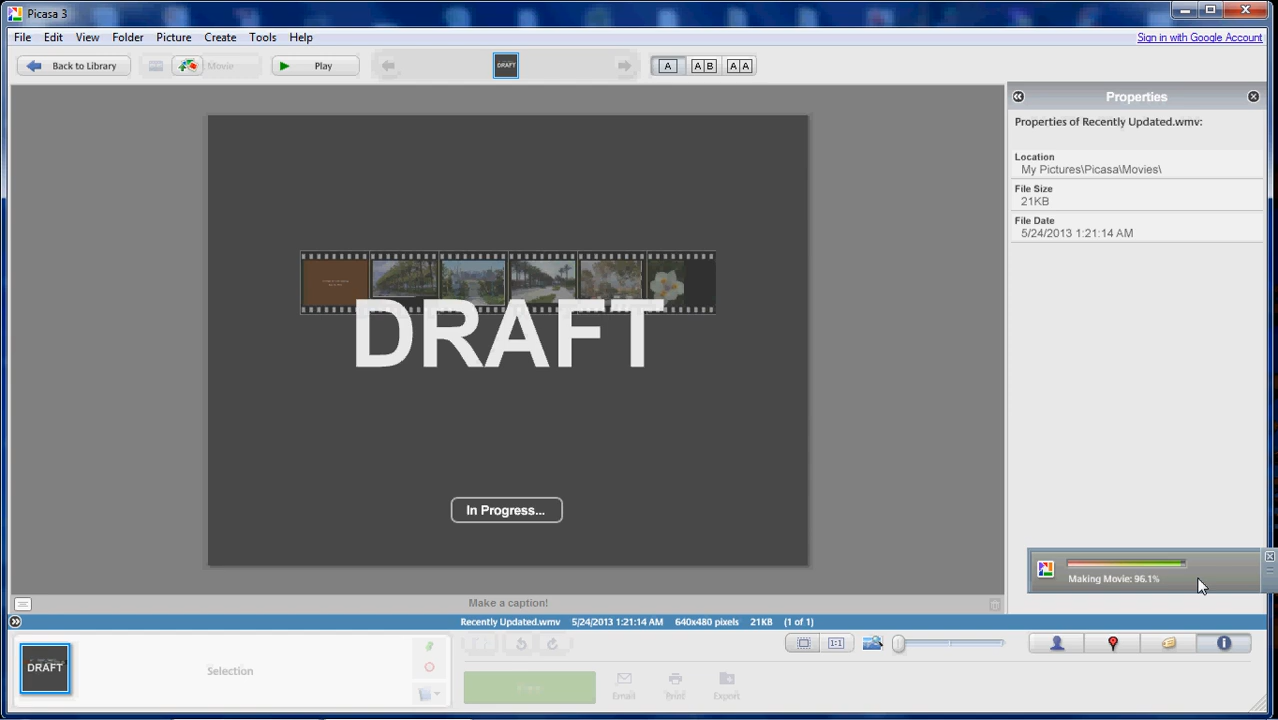 Picasa 3
File Edit View Folder Picture Create Tools Help
Sign in with Google Account
Back to Library
Movie
Play
DRAFT
A
A B
A A
Properties
Properties of Recently Updated.wmv:
Location
My Pictures\Picasa\Movies\
File Size
21KB
File Date
5/24/2013 1:21:14 AM
DRAFT
In Progress...
Making Movie: 96.1%
Make a caption!
Recently Updated.wmv 5/24/2013 1:21:14 AM 640x480 pixels 21KB (1 of 1)
1:1
DRAFT
Selection
Email
Print
Export